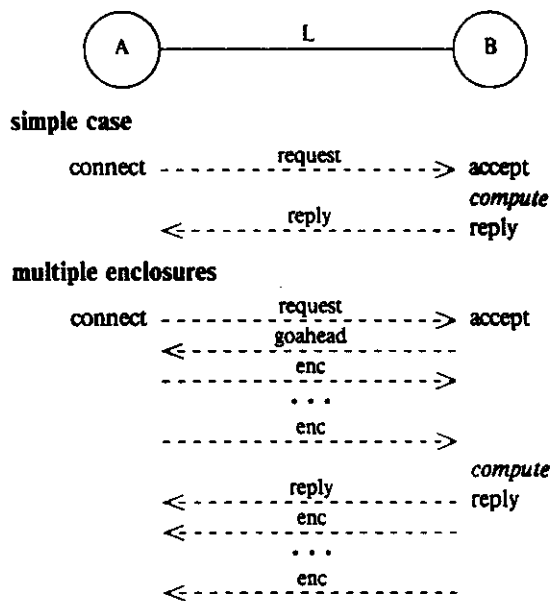 A L B
simple case
connect request accept
compute
reply reply
multiple enclosures
connect request accept
goahead
enc
. . .
enc
compute
reply reply
enc
. . .
enc